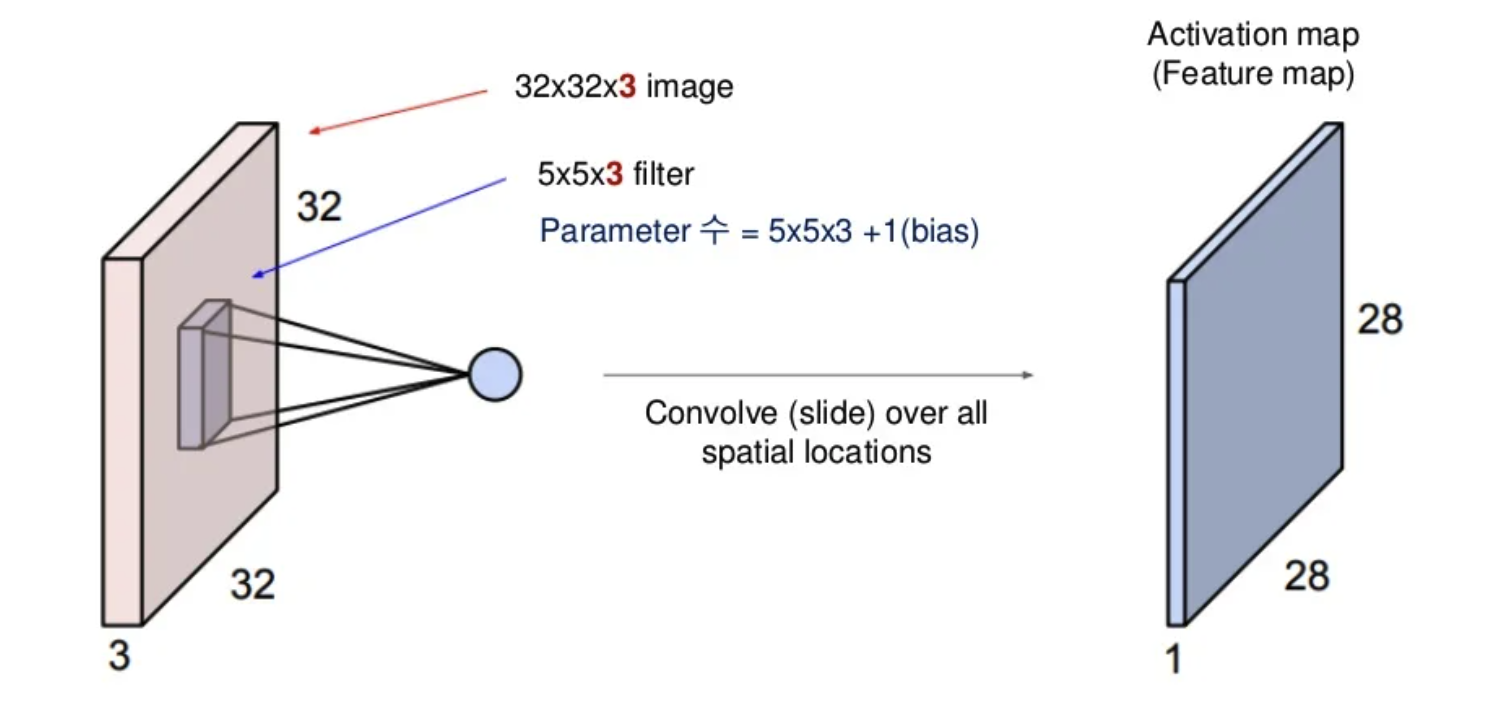 Activation map
(Feature map)
32x32x3 image
5x5x3 filter
Parameter 수 = 5x5x3 +1(bias)
32
32
3
Convolve (slide) over all
spatial locations
28
28
1